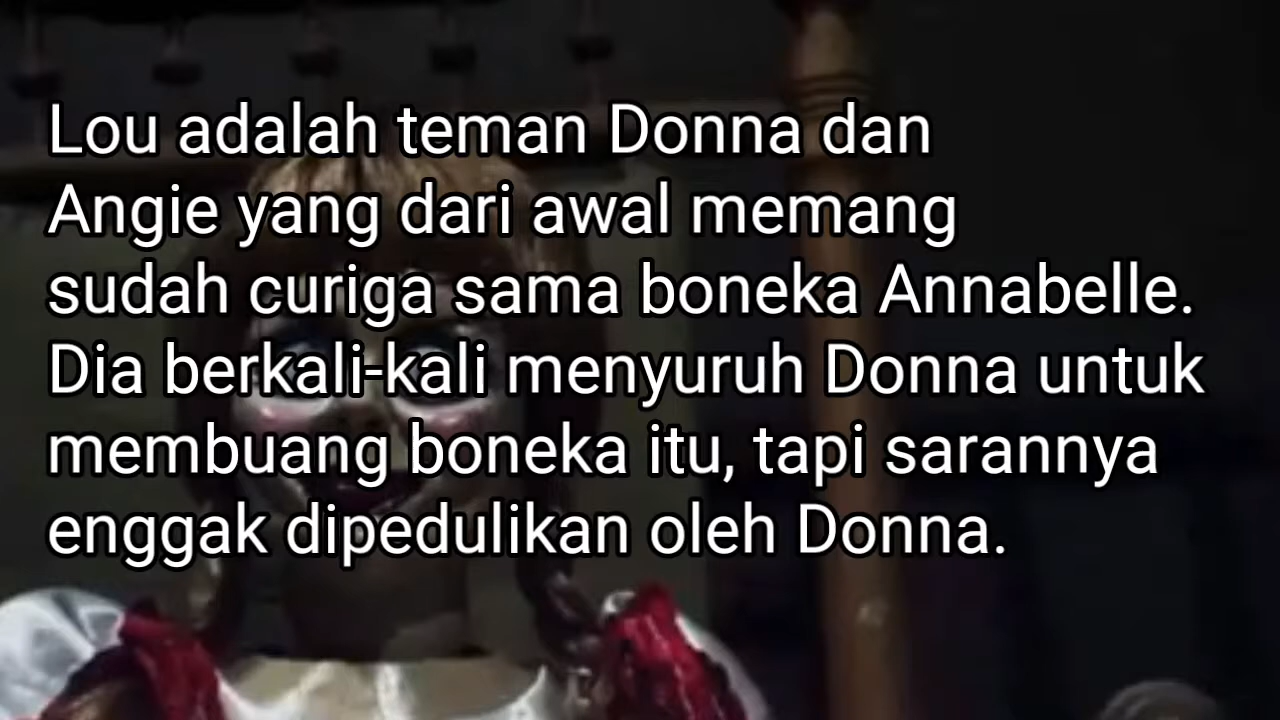 Lou adalah teman Donna dan
Angie yang dari awal memang
sudah curiga sama boneka Annabelle.
Dia berkali-kali menyuruh Donna untuk
membuang boneka itu, tapi sarannya
enggak dipedulikan oleh Donna.